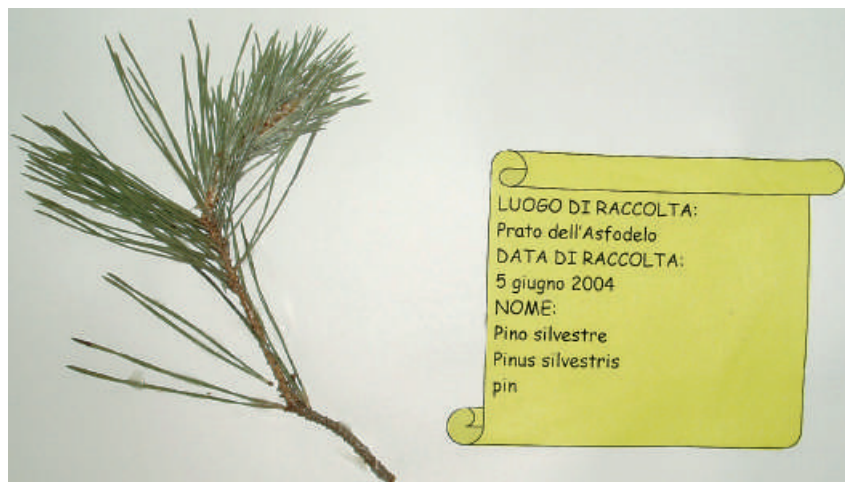 LUOGO DI RACCOLTA:
Prato dell'Asfodelo
DATA DI RACCOLTA:
5 giugno 2004
NOME:
Pino silvestre
Pinus silvestris
pin